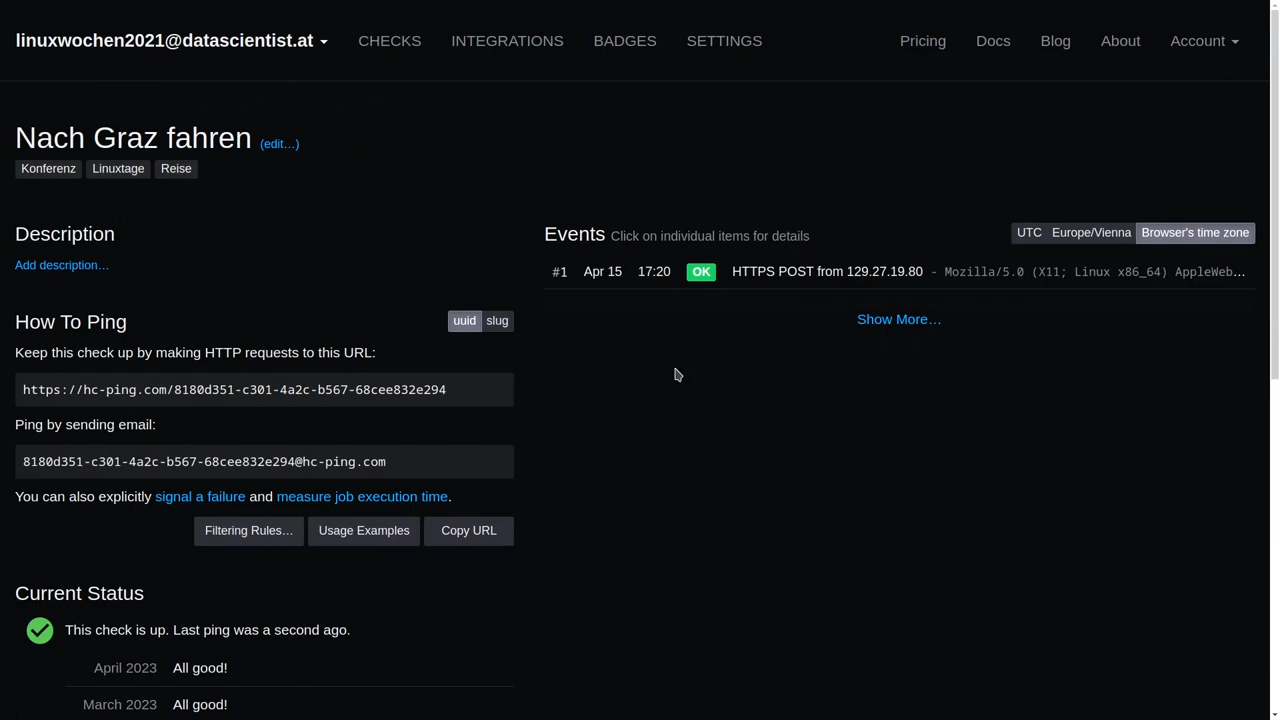 linuxwochen2021@datascientist.at CHECKS INTEGRATIONS BADGES SETTINGS Pricing Docs Blog About Account
Nach Graz fahren (edit…)
Konferenz Linuxtage Reise
Description
Add description…
How To Ping uuid slug
Keep this check up by making HTTP requests to this URL:
https://hc-ping.com/8180d351-c301-4a2c-b567-68cee832e294
Ping by sending email:
8180d351-c301-4a2c-b567-68cee832e294@hc-ping.com
You can also explicitly signal a failure and measure job execution time.
Filtering Rules… Usage Examples Copy URL
Current Status
This check is up. Last ping was a second ago.
April 2023 All good!
March 2023 All good!
Events Click on individual items for details UTC Europe/Vienna Browser's time zone
#1 Apr 15 17:20 OK HTTPS POST from 129.27.19.80 - Mozilla/5.0 (X11; Linux x86_64) AppleWeb…
Show More…